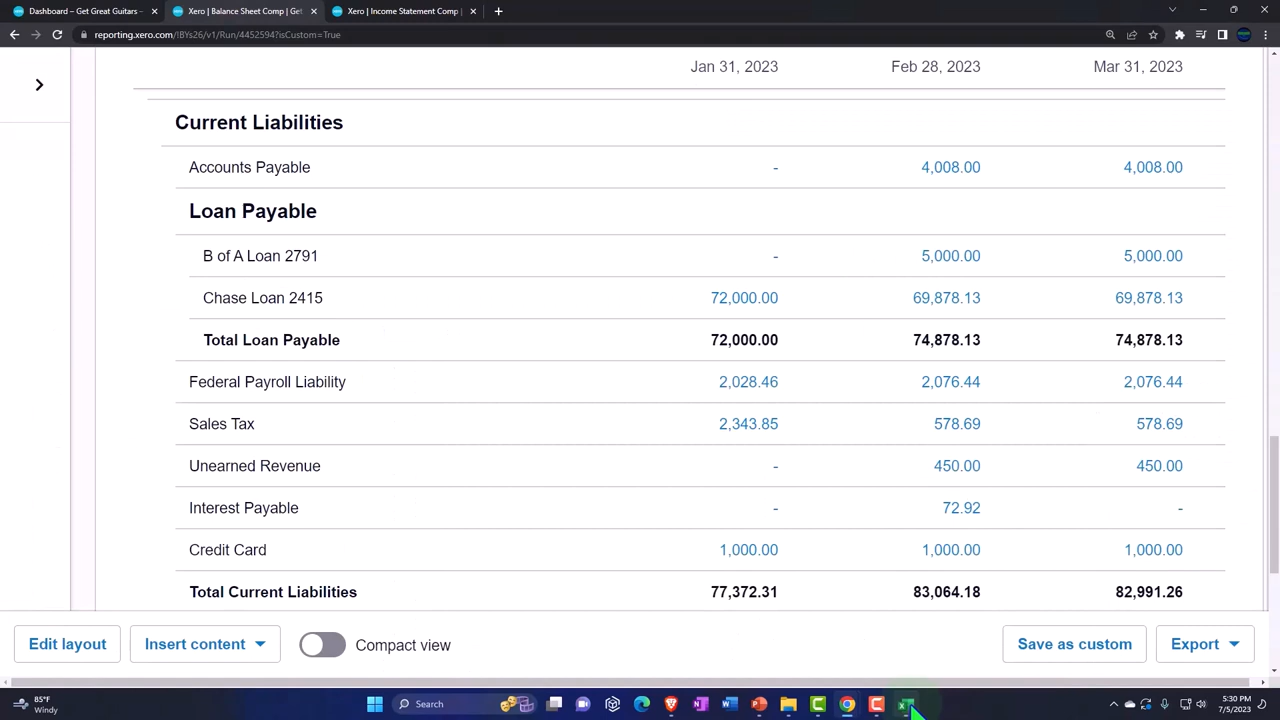 Dashboard – Get Great Guitars –
Xero | Balance Sheet Comp | Get
Xero | Income Statement Comp |
reporting.xero.com/!BYs26/v1/Run/4452594?isCustom=True
Jan 31, 2023 Feb 28, 2023 Mar 31, 2023
Current Liabilities
Accounts Payable - 4,008.00 4,008.00
Loan Payable
B of A Loan 2791 - 5,000.00 5,000.00
Chase Loan 2415 72,000.00 69,878.13 69,878.13
Total Loan Payable 72,000.00 74,878.13 74,878.13
Federal Payroll Liability 2,028.46 2,076.44 2,076.44
Sales Tax 2,343.85 578.69 578.69
Unearned Revenue - 450.00 450.00
Interest Payable - 72.92 -
Credit Card 1,000.00 1,000.00 1,000.00
Total Current Liabilities 77,372.31 83,064.18 82,991.26
Edit layout Insert content Compact view Save as custom Export
85°F
Windy
Search
5:30 PM
7/5/2023